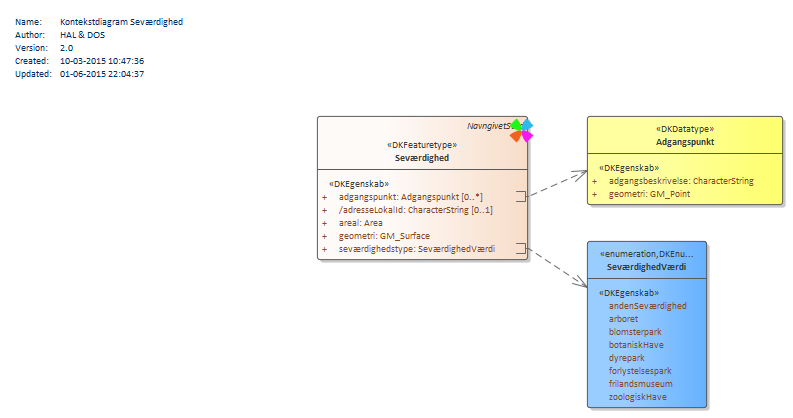 Name: Kontekstdiagram Seværdighed
Author: HAL & DOS
Version: 2.0
Created: 10-03-2015 10:47:36
Updated: 01-06-2015 22:04:37
«DKFeaturetype»
Seværdighed
«DKEgenskab»
+ adgangspunkt: Adgangspunkt [0..*]
+ /adresseLokalId: CharacterString [0..1]
+ areal: Area
+ geometri: GM_Surface
+ seværdighedstype: SeværdighedVærdi
«DKDatatype»
Adgangspunkt
«DKEgenskab»
+ adgangsbeskrivelse: CharacterString
+ geometri: GM_Point
«enumeration,DKEnu...
SeværdighedVærdi
«DKEgenskab»
andenSeværdighed
arboret
blomsterpark
botaniskHave
dyrepark
forlystelsespark
frilandsmuseum
zoologiskHave